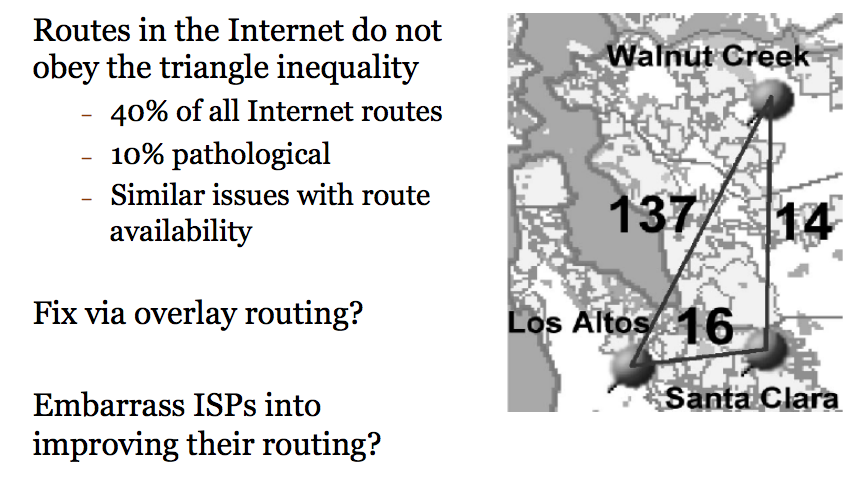 Routes in the Internet do not
obey the triangle inequality
– 40% of all Internet routes
– 10% pathological
– Similar issues with route
availability
Fix via overlay routing?
Embarrass ISPs into
improving their routing?
Walnut Creek
137
14
Los Altos
16
Santa Clara